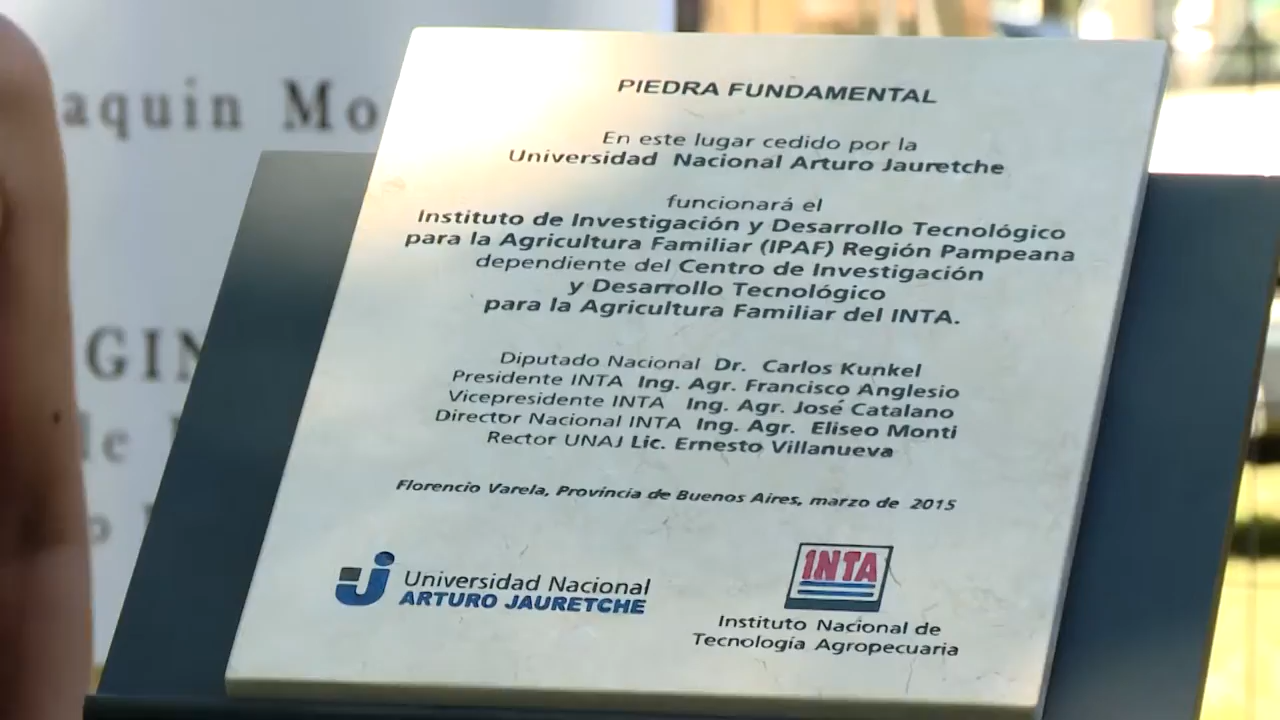 PIEDRA FUNDAMENTAL
En este lugar cedido por la
Universidad Nacional Arturo Jauretche
funcionará el
Instituto de Investigación y Desarrollo Tecnológico
para la Agricultura Familiar (IPAF) Región Pampeana
dependiente del Centro de Investigación
y Desarrollo Tecnológico
para la Agricultura Familiar del INTA.
Diputado Nacional Dr. Carlos Kunkel
Presidente INTA Ing. Agr. Francisco Anglesio
Vicepresidente INTA Ing. Agr. José Catalano
Director Nacional INTA Ing. Agr. Eliseo Monti
Rector UNAJ Lic. Ernesto Villanueva
Florencio Varela, Provincia de Buenos Aires, marzo de 2015
Universidad Nacional
ARTURO JAURETCHE
INTA
Instituto Nacional de
Tecnología Agropecuaria
aquin Mo
GIN